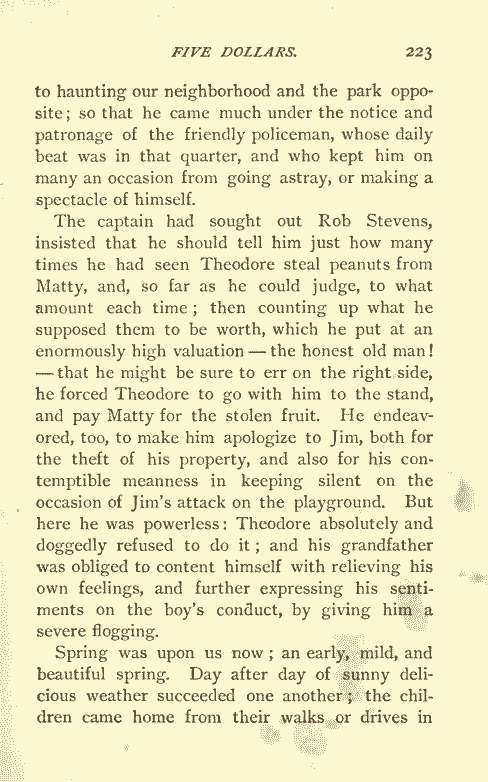 FIVE DOLLARS. 223
to haunting our neighborhood and the park oppo-
site; so that he came much under the notice and
patronage of the friendly policeman, whose daily
beat was in that quarter, and who kept him on
many an occasion from going astray, or making a
spectacle of himself.
The captain had sought out Rob Stevens,
insisted that he should tell him just how many
times he had seen Theodore steal peanuts from
Matty, and, so far as he could judge, to what
amount each time; then counting up what he
supposed them to be worth, which he put at an
enormously high valuation — the honest old man!
— that he might be sure to err on the right side,
he forced Theodore to go with him to the stand,
and pay Matty for the stolen fruit. He endeav-
ored, too, to make him apologize to Jim, both for
the theft of his property, and also for his con-
temptible meanness in keeping silent on the
occasion of Jim's attack on the playground. But
here he was powerless: Theodore absolutely and
doggedly refused to do it; and his grandfather
was obliged to content himself with relieving his
own feelings, and further expressing his senti-
ments on the boy's conduct, by giving him a
severe flogging.
Spring was upon us now; an early, mild, and
beautiful spring. Day after day of sunny deli-
cious weather succeeded one another; the chil-
dren came home from their walks or drives in